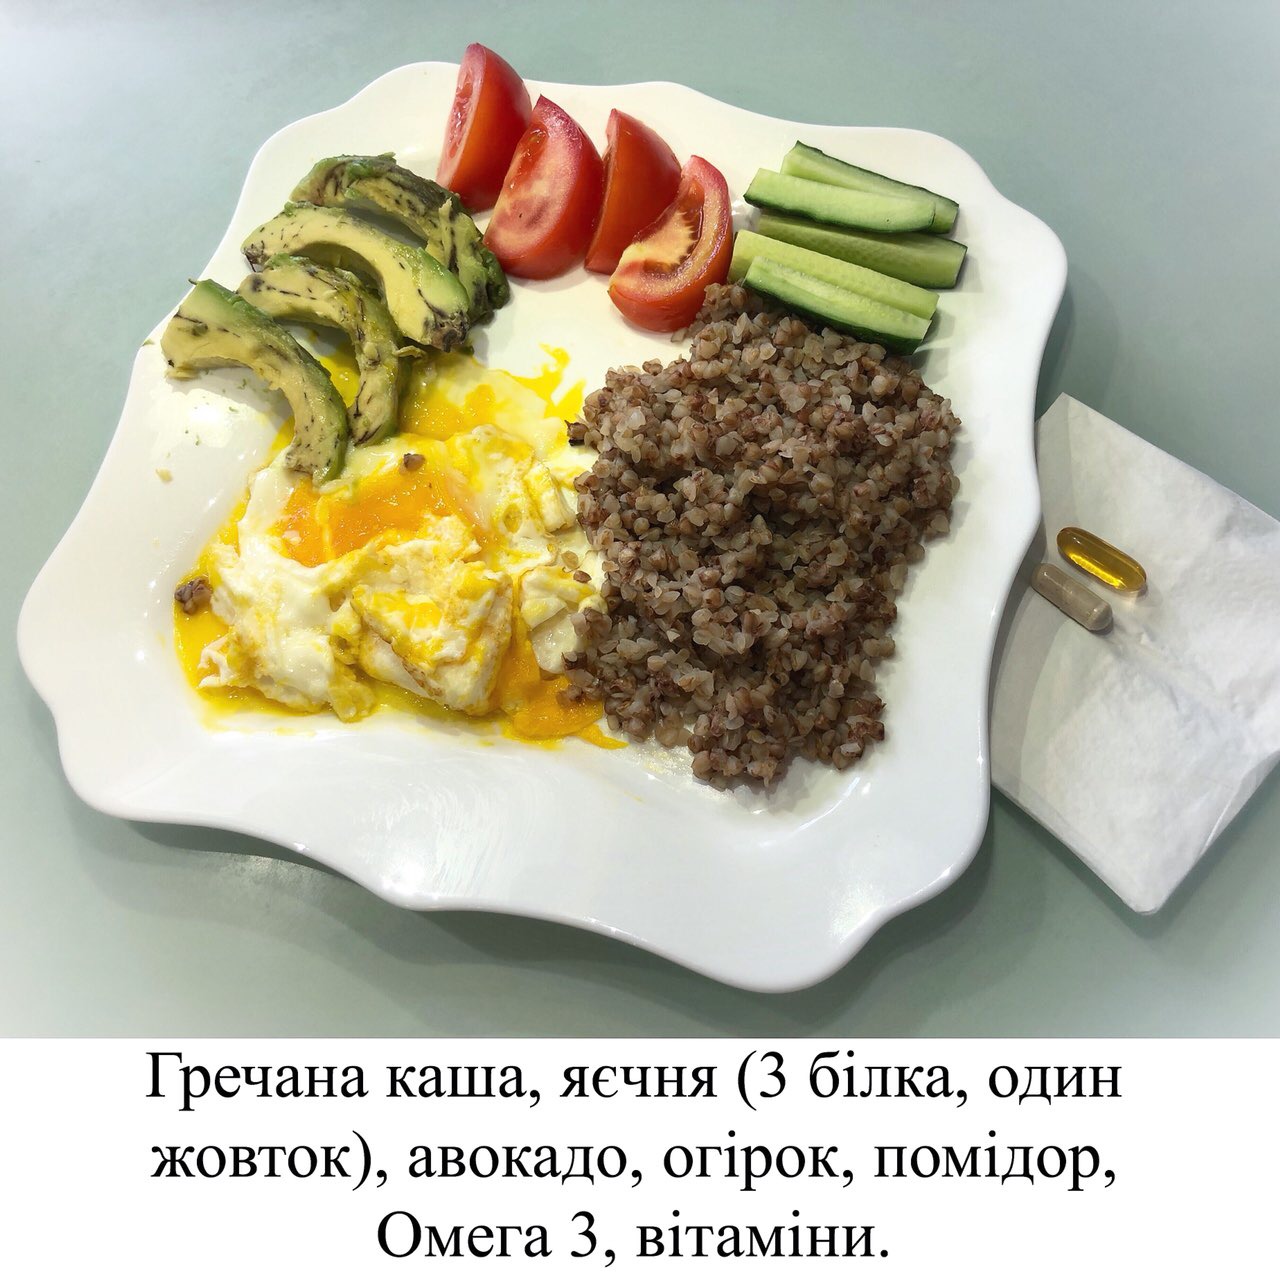 Гречана каша, яєчня (3 білка, один
жовток), авокадо, огірок, помідор,
Омега 3, вітаміни.